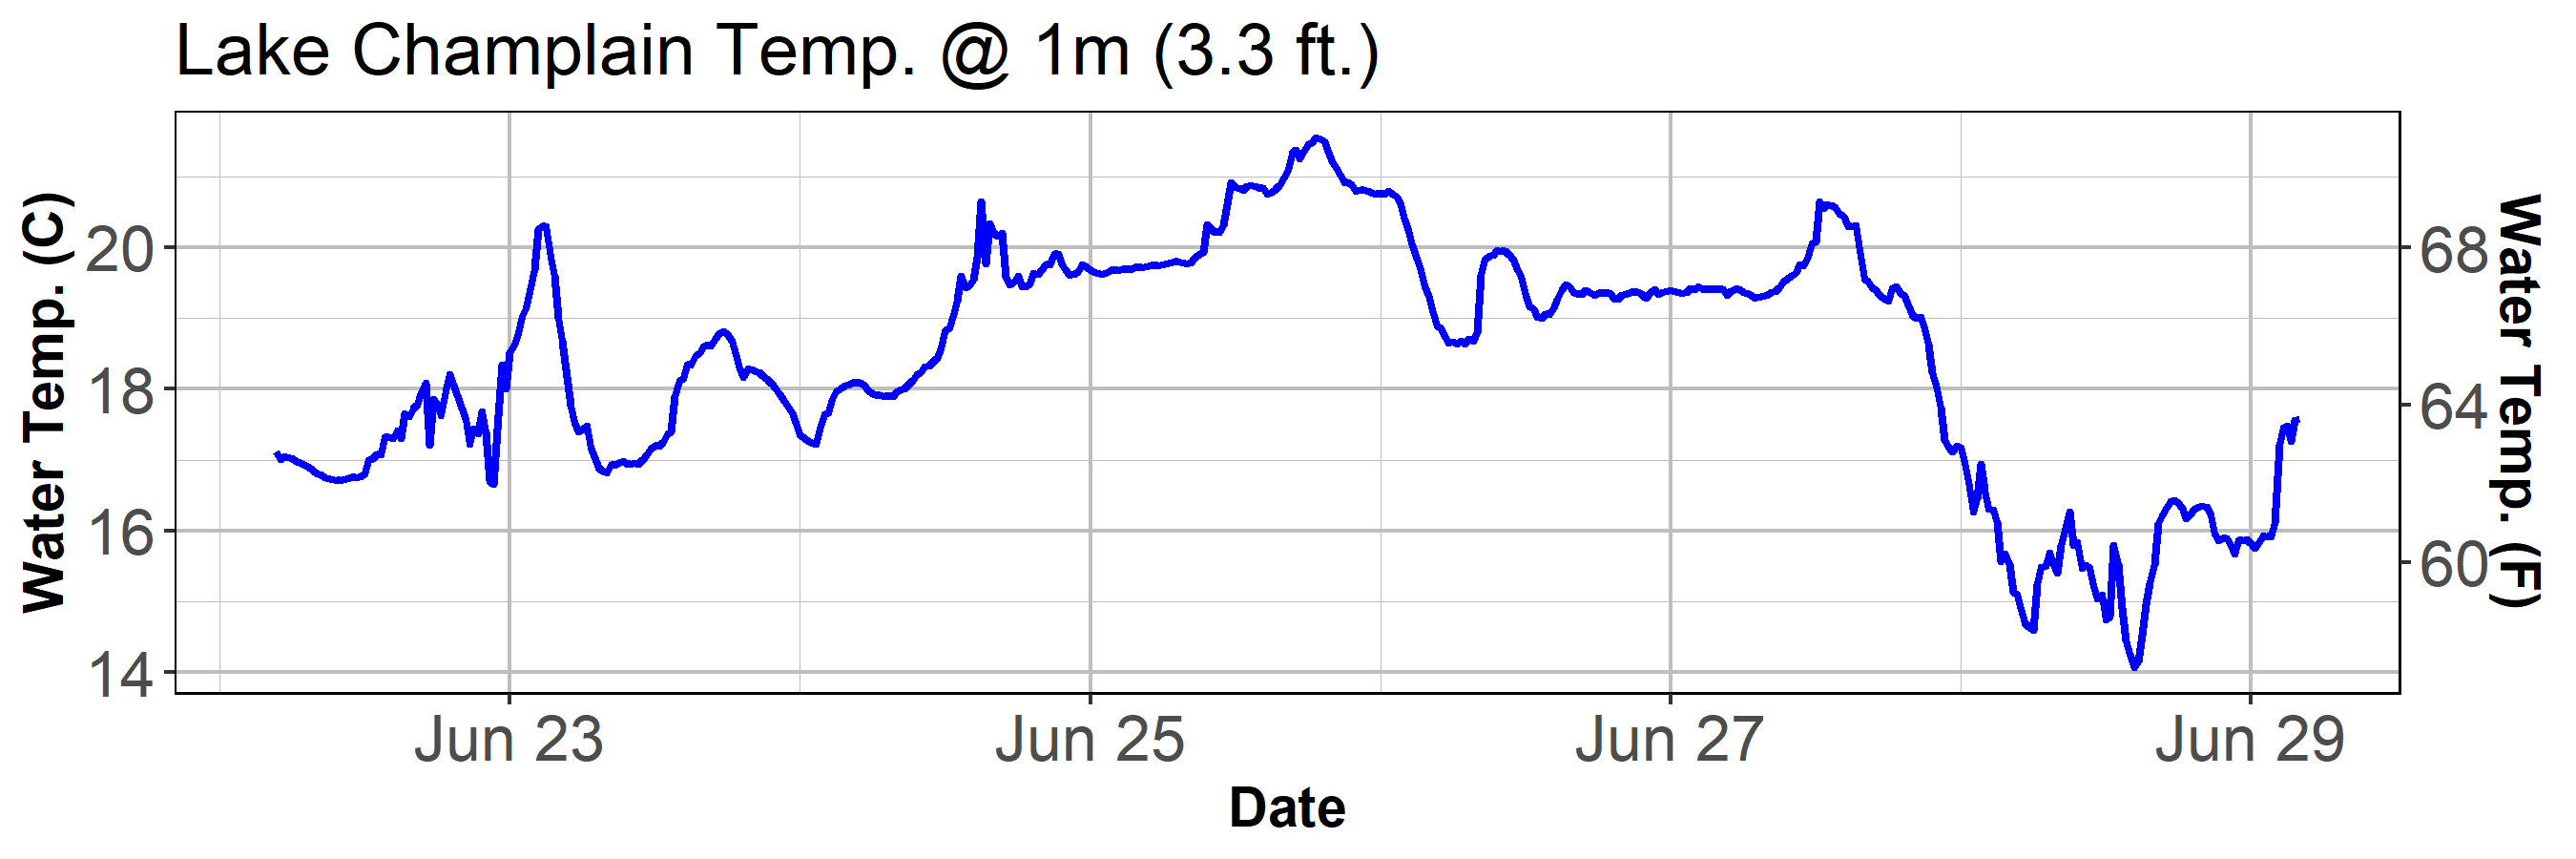 Lake Champlain Temp. @ 1m (3.3 ft.)
Water Temp. (C)
20
18
16
14
68
64
60
Water Temp. (F)
Jun 23
Jun 25
Jun 27
Jun 29
Date